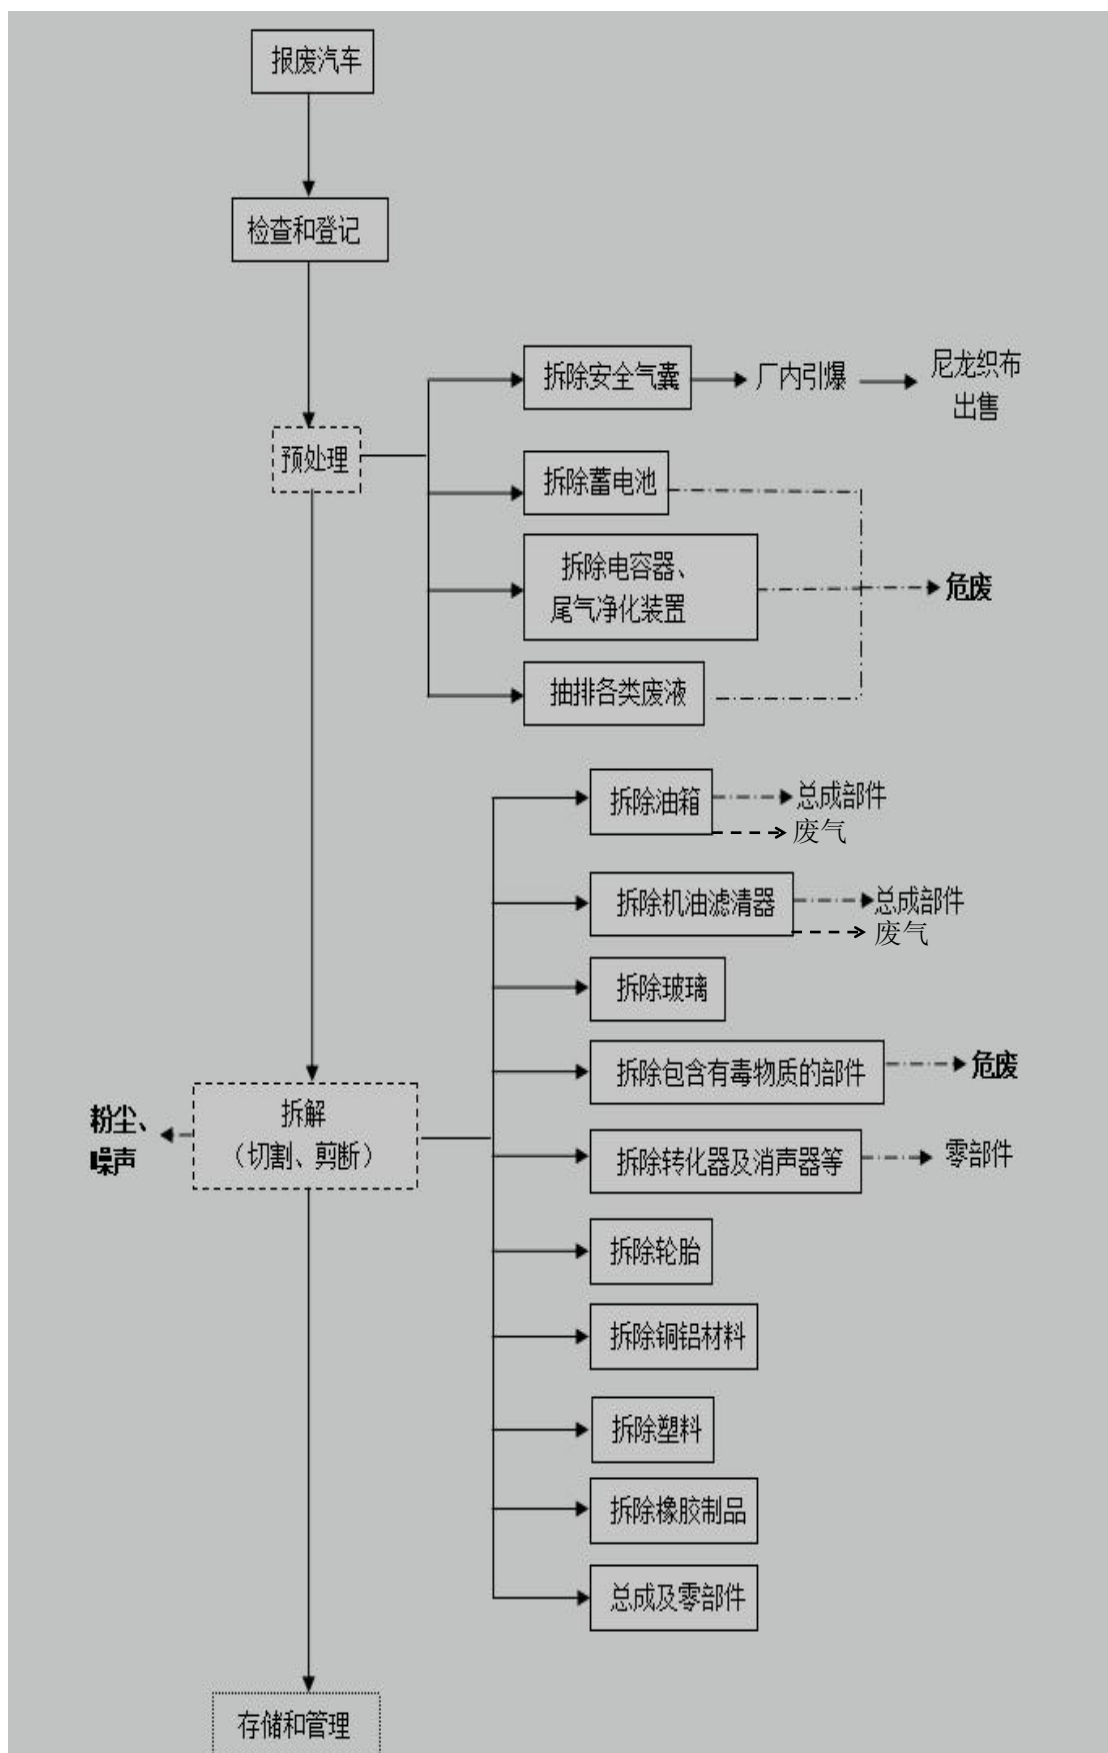 报废汽车
检查和登记
预处理
拆除安全气囊
厂内引爆
尼龙织布
出售
拆除蓄电池
拆除电容器、
尾气净化装置
危废
抽排各类废液
拆除油箱
总成部件
废气
拆除机油滤清器
总成部件
废气
拆除玻璃
拆除包含有毒物质的部件
危废
粉尘、
噪声
拆解
（切割、剪断）
拆除转化器及消声器等
零部件
拆除轮胎
拆除铜铝材料
拆除塑料
拆除橡胶制品
总成及零部件
存储和管理